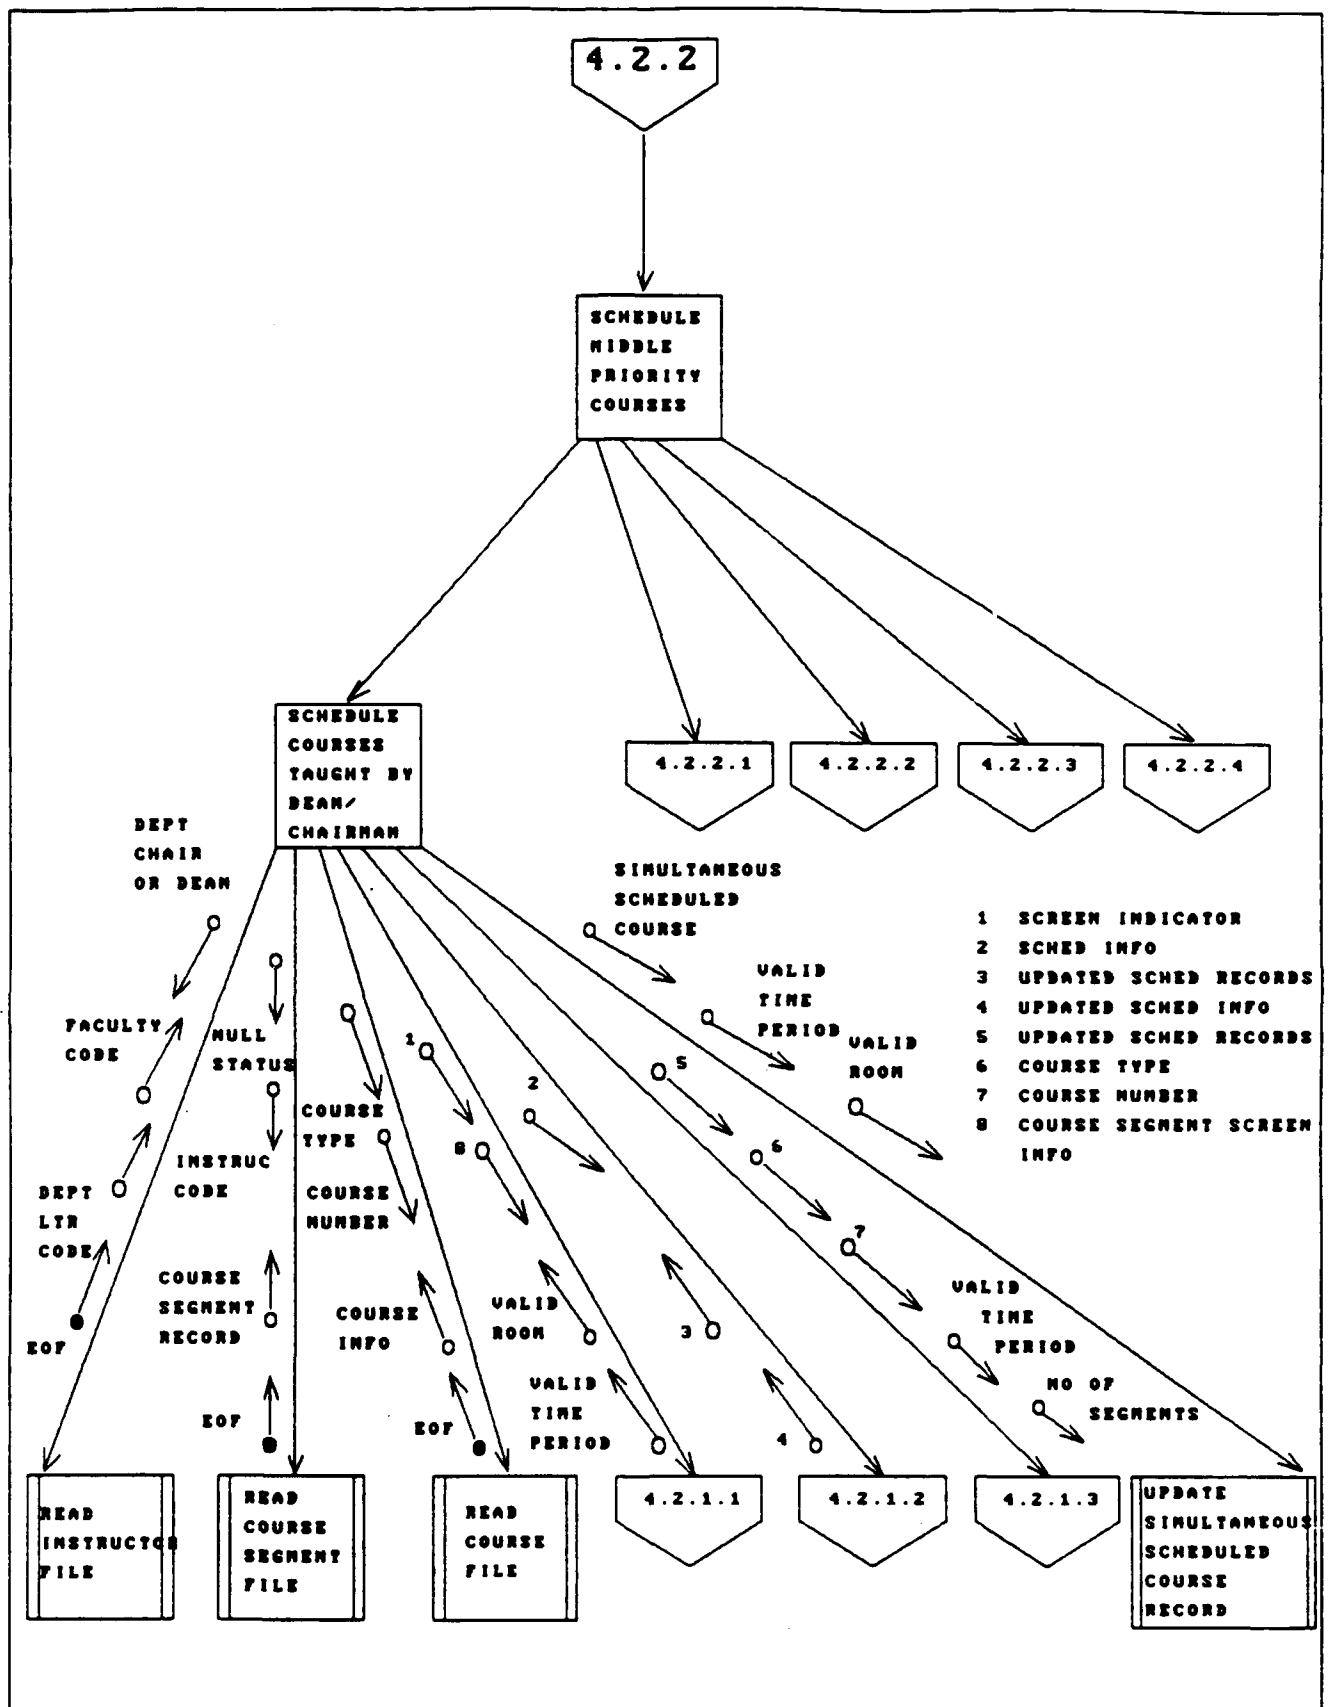 4.2.2
SCHEDULE
MIDDLE
PRIORITY
COURSES
SCHEDULE
COURSES
TAUGHT BY
DEAN/
CHAIRMAN
4.2.2.1
4.2.2.2
4.2.2.3
4.2.2.4
DEPT
CHAIR
OR DEAN
FACULTY
CODE
DEPT
LTR
CODE
EOF
NULL
STATUS
INSTRUC
CODE
COURSE
SEGMENT
RECORD
EOF
COURSE
TYPE
COURSE
NUMBER
COURSE
INFO
EOF
1
8
VALID
ROOM
VALID
TIME
PERIOD
2
3
4
SIMULTANEOUS
SCHEDULED
COURSE
VALID
TIME
PERIOD
VALID
ROOM
5
6
7
VALID
TIME
PERIOD
NO OF
SEGMENTS
1 SCREEN INDICATOR
2 SCHED INFO
3 UPDATED SCHED RECORDS
4 UPDATED SCHED INFO
5 UPDATED SCHED RECORDS
6 COURSE TYPE
7 COURSE NUMBER
8 COURSE SEGMENT SCREEN
INFO
READ
INSTRUCTOR
FILE
READ
COURSE
SEGMENT
FILE
READ
COURSE
FILE
4.2.1.1
4.2.1.2
4.2.1.3
UPDATE
SIMULTANEOUS
SCHEDULED
COURSE
RECORD